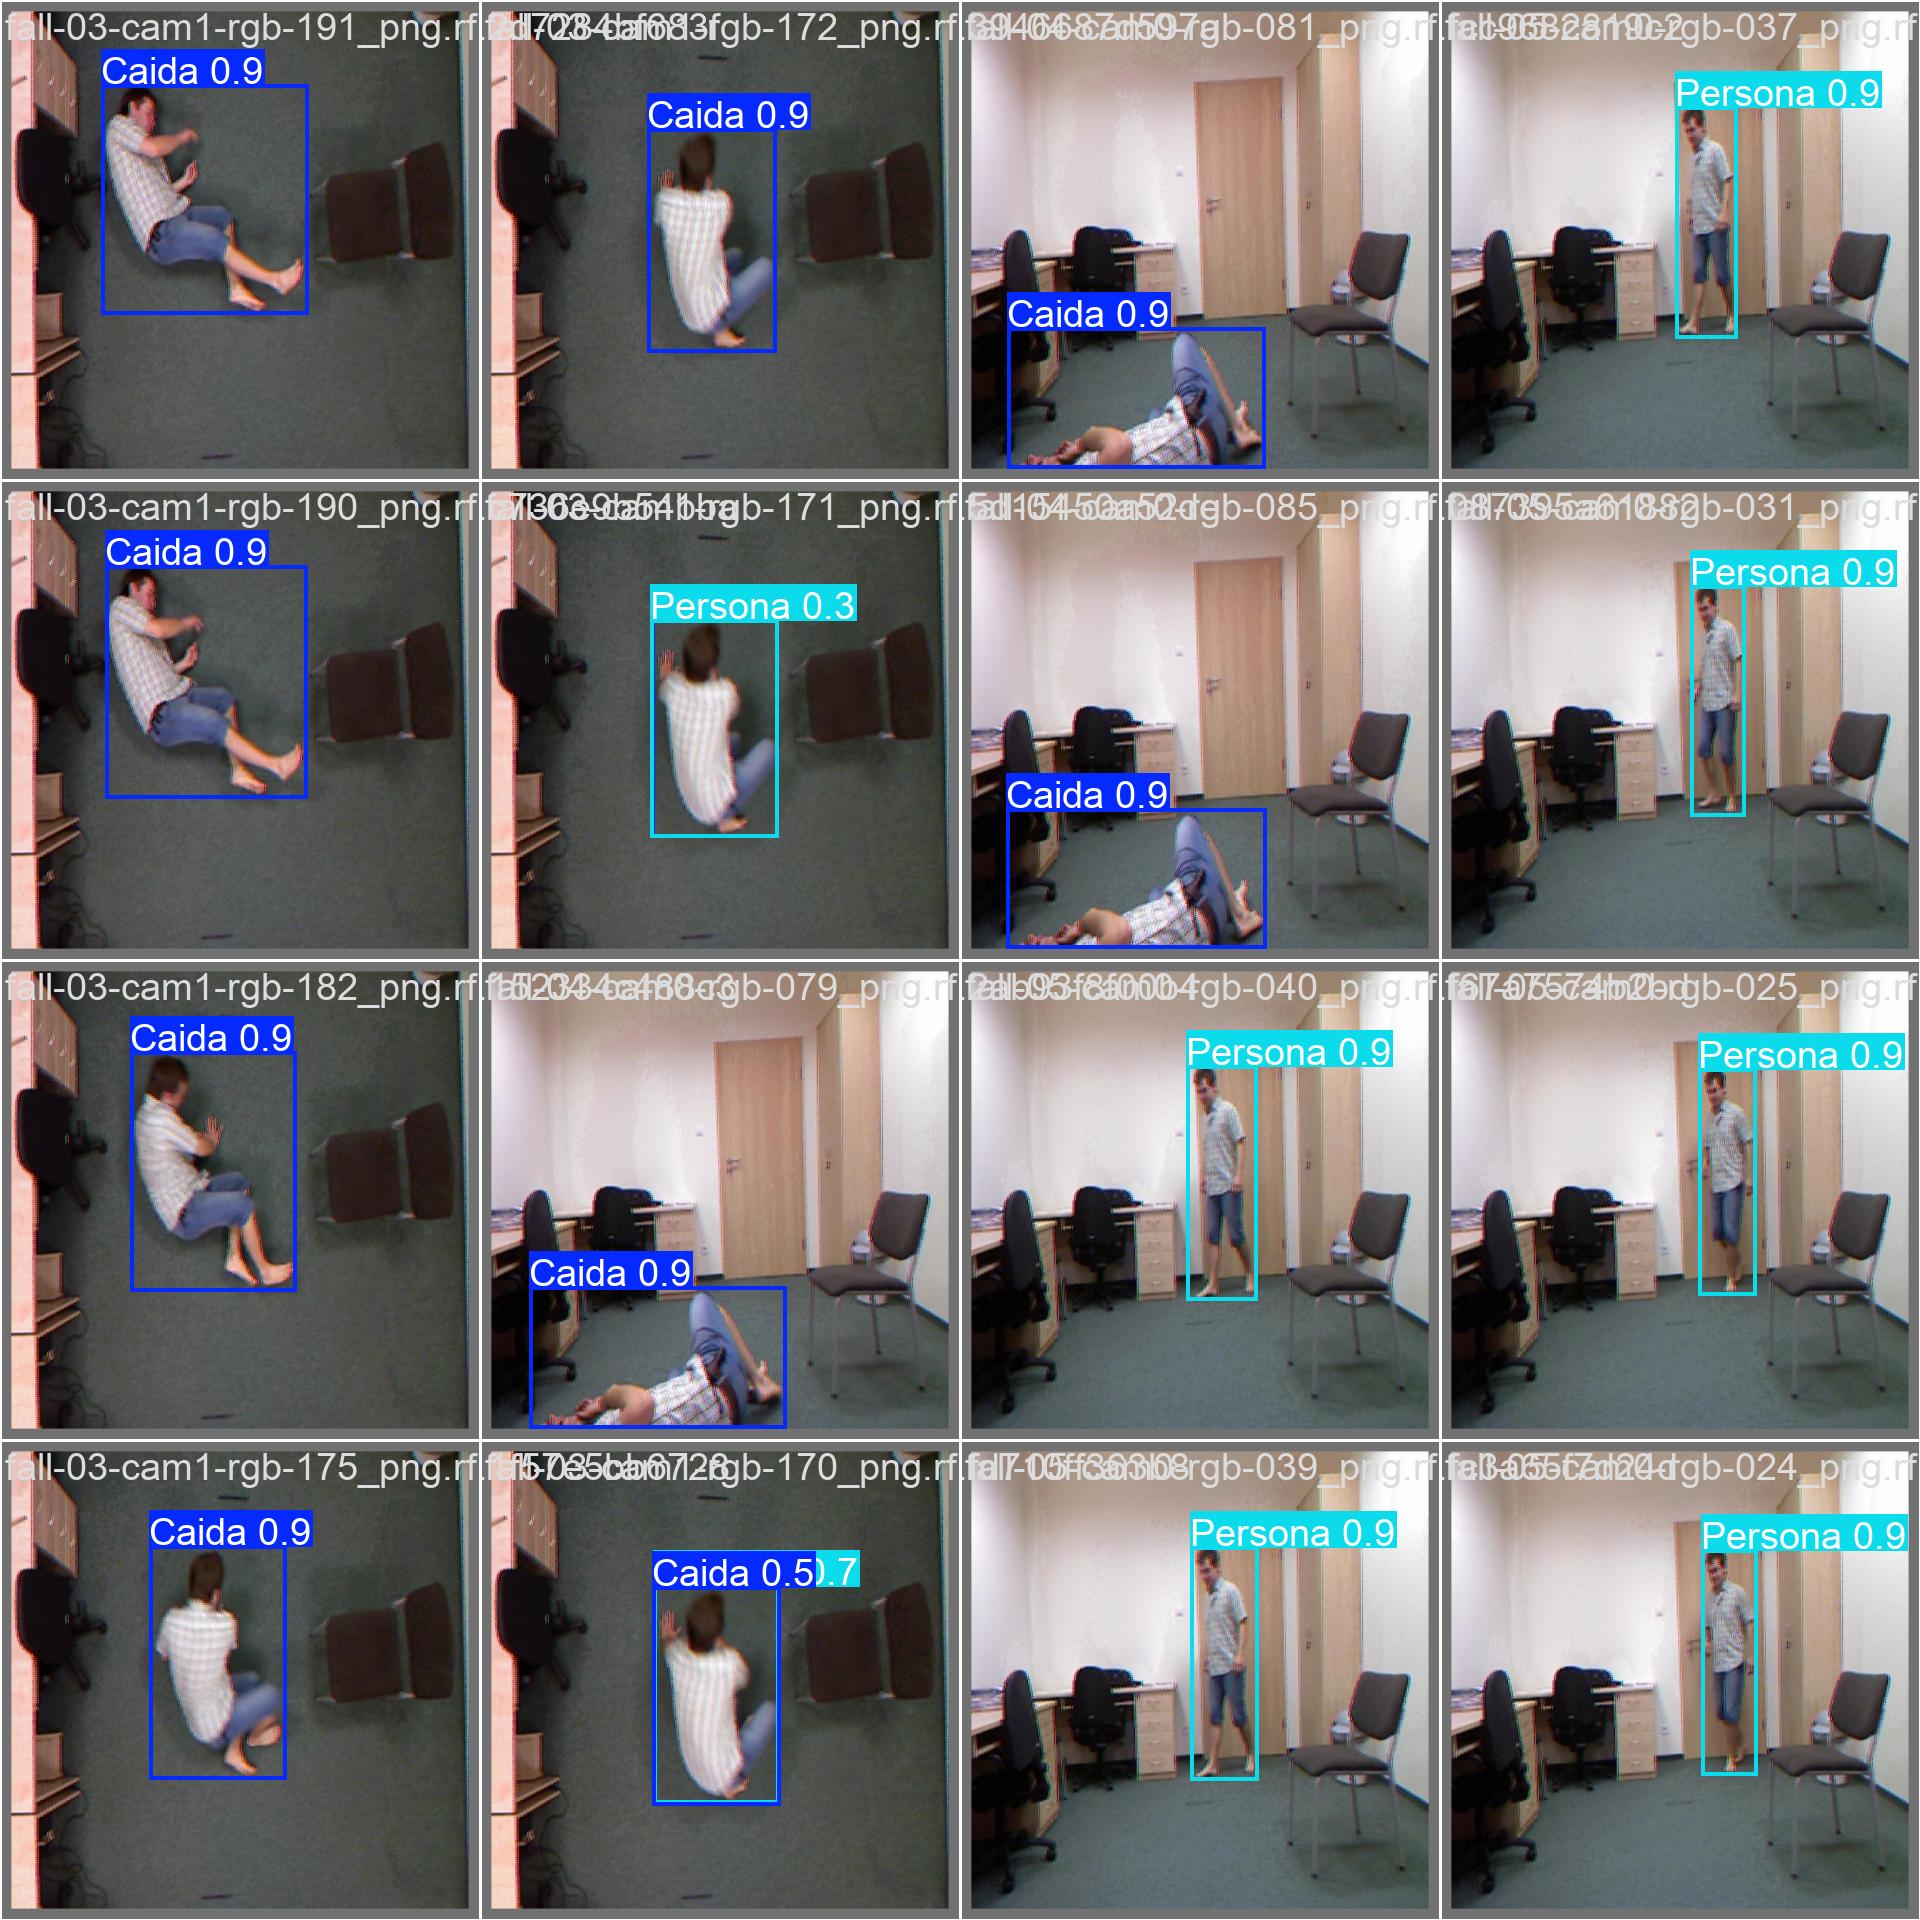 fall-03-cam1-rgb-191_png.rf.
rgb-172_png.rf.
rgb-081_png.rf.
rgb-037_png.rf
Caida 0.9
Caida 0.9
Caida 0.9
Persona 0.9
fall-03-cam1-rgb-190_png.rf.
rgb-171_png.rf.
rgb-085_png.rf.
rgb-031_png.rf
Caida 0.9
Persona 0.3
Caida 0.9
Persona 0.9
fall-03-cam1-rgb-182_png.rf.
rgb-079_png.rf.
rgb-040_png.rf.
rgb-025_png.rf
Caida 0.9
Caida 0.9
Persona 0.9
Persona 0.9
fall-03-cam1-rgb-175_png.rf.
rgb-170_png.rf.
rgb-039_png.rf.
rgb-024_png.rf
Caida 0.9
Caida 0.5
0.7
Persona 0.9
Persona 0.9